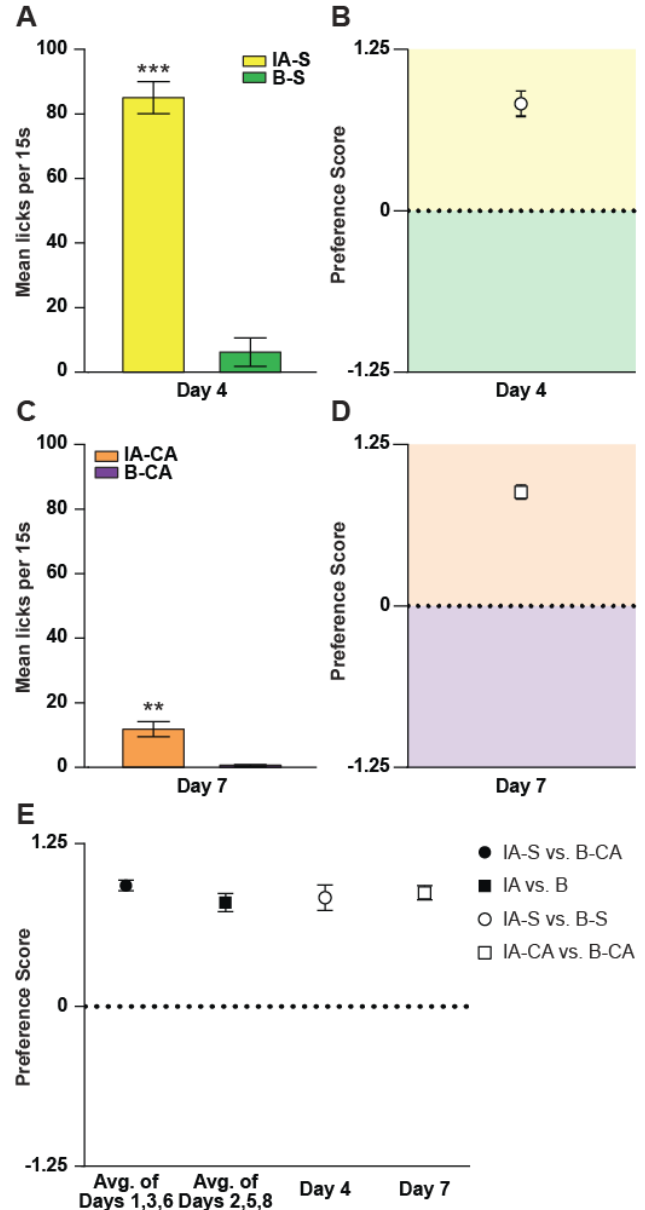 A
Mean licks per 15s
100
80
60
40
20
0
***
IA-S
B-S
Day 4
B
Preference Score
1.25
0
-1.25
Day 4
C
Mean licks per 15s
100
80
60
40
20
0
IA-CA
B-CA
**
Day 7
D
Preference Score
1.25
0
-1.25
Day 7
E
Preference Score
1.25
0
-1.25
Avg. of
Days 1,3,6
Avg. of
Days 2,5,8
Day 4
Day 7
IA-S vs. B-CA
IA vs. B
IA-S vs. B-S
IA-CA vs. B-CA